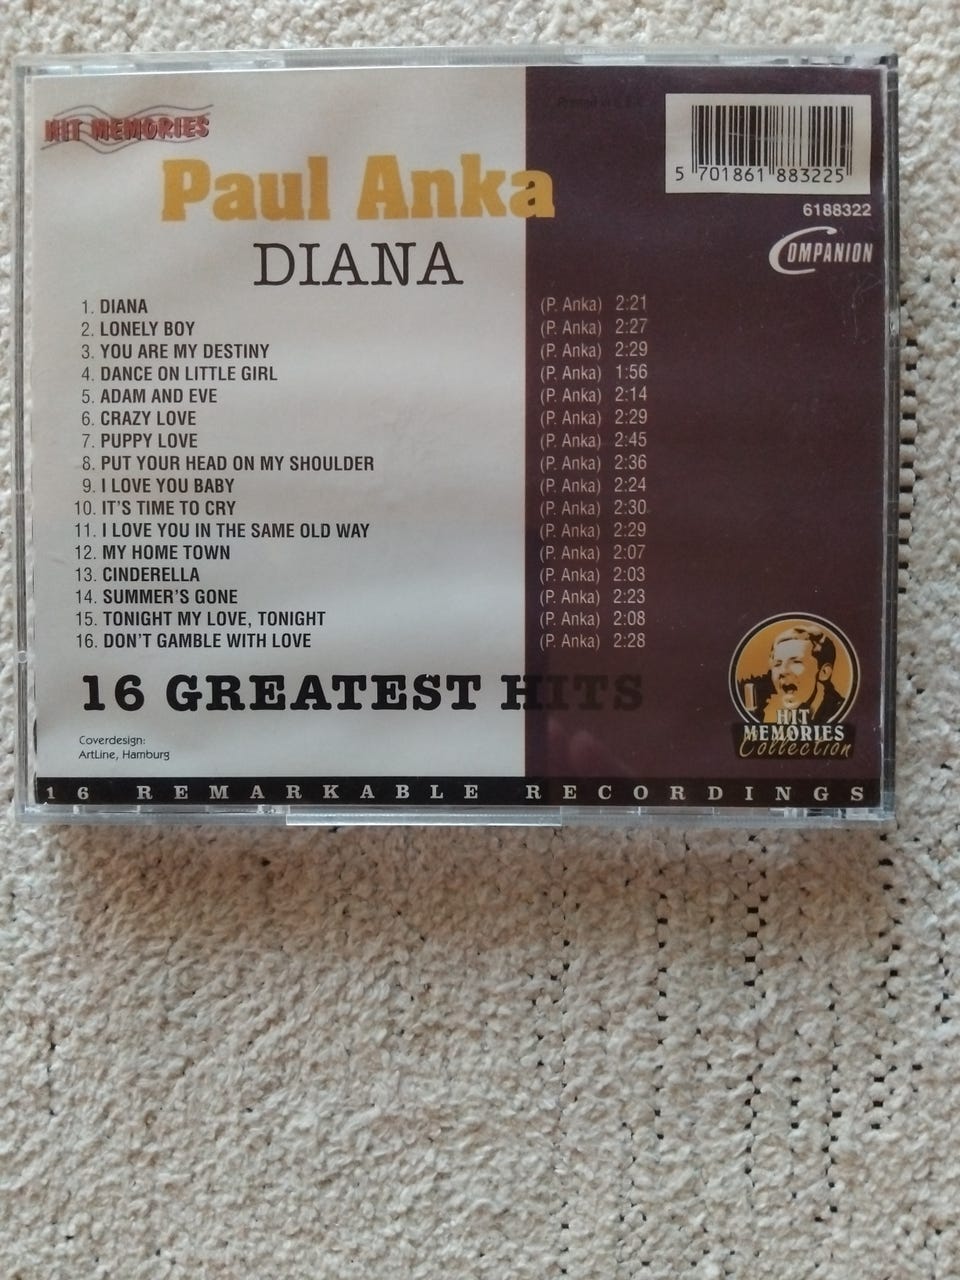 HIT MEMORIES
Paul Anka
DIANA
5 701861 883225
6188322
COMPANION
1. DIANA (P. Anka) 2:21
2. LONELY BOY (P. Anka) 2:27
3. YOU ARE MY DESTINY (P. Anka) 2:29
4. DANCE ON LITTLE GIRL (P. Anka) 1:56
5. ADAM AND EVE (P. Anka) 2:14
6. CRAZY LOVE (P. Anka) 2:29
7. PUPPY LOVE (P. Anka) 2:45
8. PUT YOUR HEAD ON MY SHOULDER (P. Anka) 2:36
9. I LOVE YOU BABY (P. Anka) 2:24
10. IT'S TIME TO CRY (P. Anka) 2:30
11. I LOVE YOU IN THE SAME OLD WAY (P. Anka) 2:29
12. MY HOME TOWN (P. Anka) 2:07
13. CINDERELLA (P. Anka) 2:03
14. SUMMER'S GONE (P. Anka) 2:23
15. TONIGHT MY LOVE, TONIGHT (P. Anka) 2:08
16. DON'T GAMBLE WITH LOVE (P. Anka) 2:28
16 GREATEST HITS
HIT
MEMORIES
Collection
Coverdesign:
ArtLine, Hamburg
16 REMARKABLE RECORDINGS